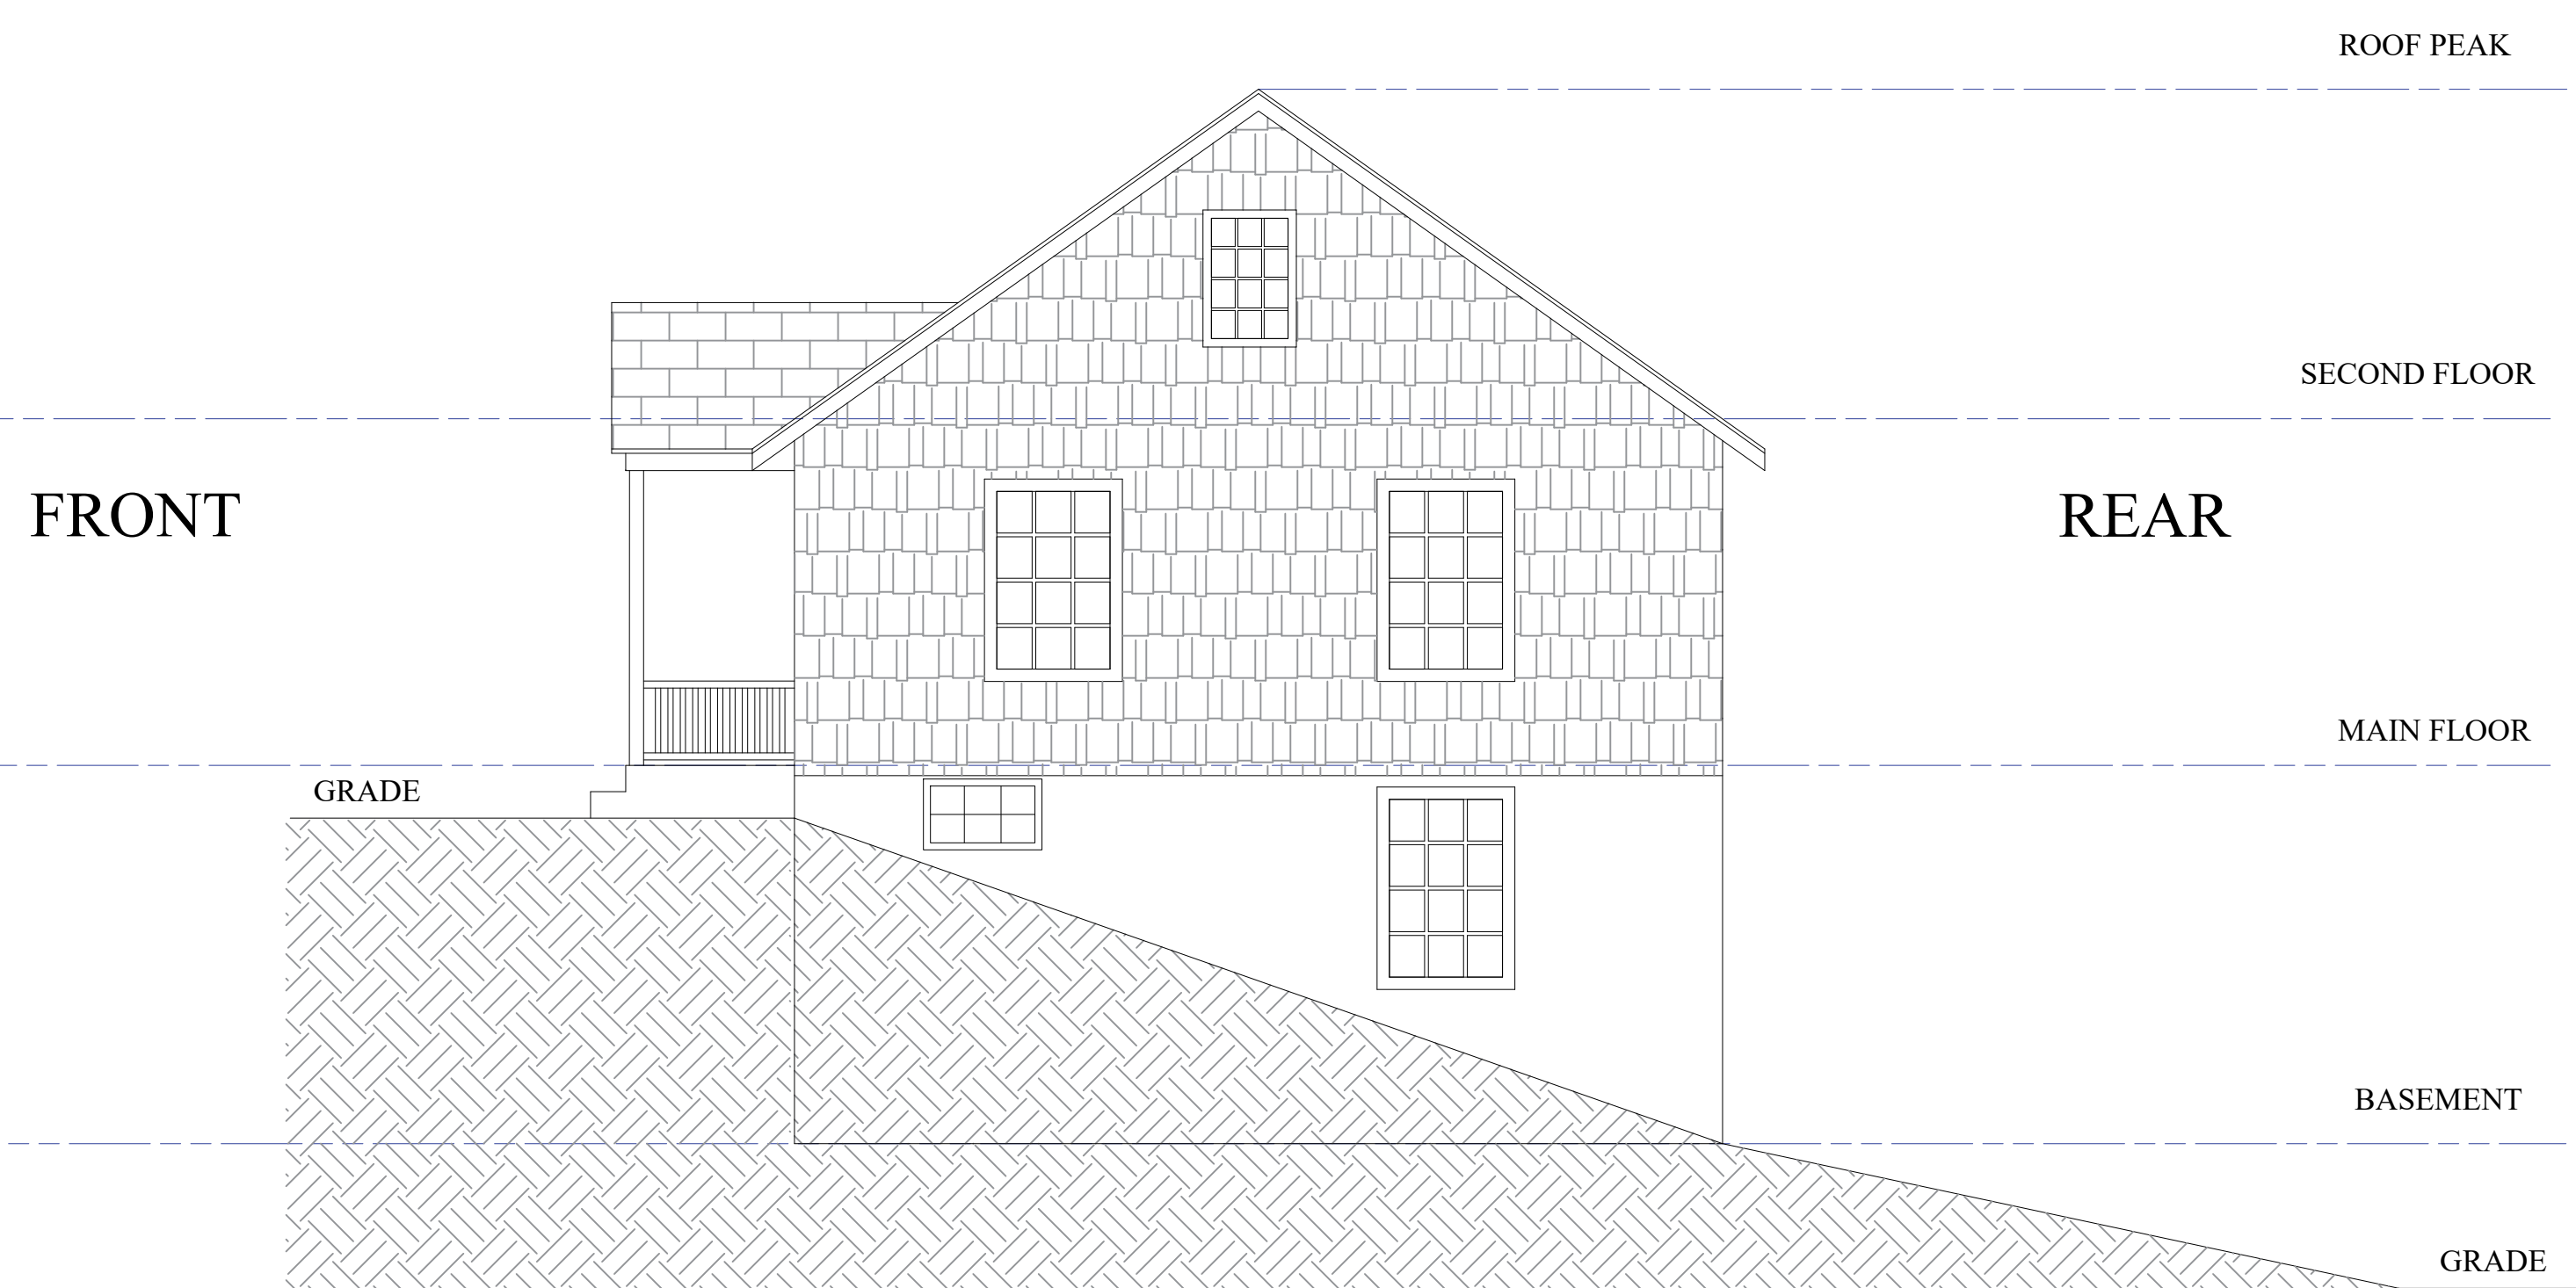 ROOF PEAK
SECOND FLOOR
FRONT
REAR
MAIN FLOOR
GRADE
BASEMENT
GRADE